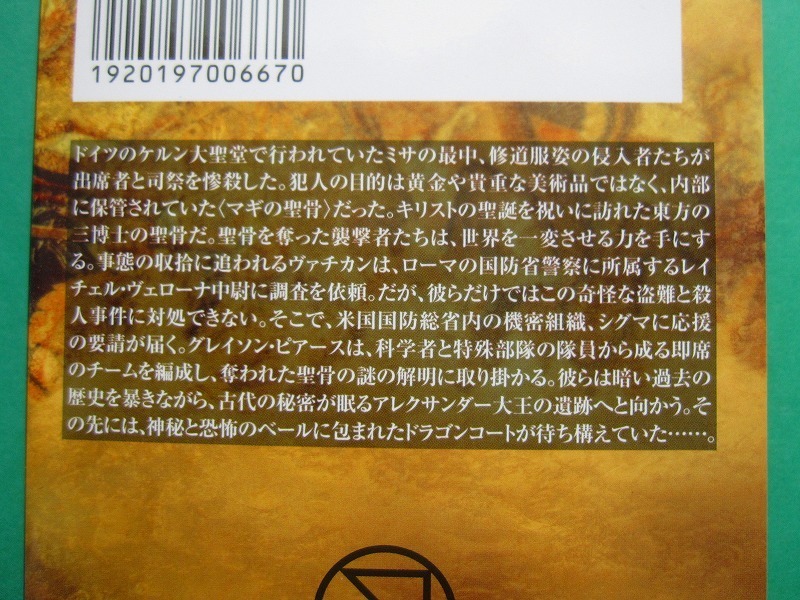 1920197006670
ドイツのケルン大聖堂で行われていたミサの最中、修道服姿の侵入者たちが
出席者と司祭を惨殺した。犯人の目的は黄金や貴重な美術品ではなく、内部
に保管されていた〈マギの聖骨〉だった。キリストの聖誕を祝いに訪れた東方の
三博士の聖骨だ。聖骨を奪った襲撃者たちは、世界を一変させる力を手にす
る。事態の収拾に追われるヴァチカンは、ローマの国防省警察に所属するレイ
チェル・ヴェローナ中尉に調査を依頼。だが、彼らだけではこの奇怪な盗難と殺
人事件に対処できない。そこで、米国国防総省内の機密組織、シグマに応援
の要請が届く。グレイソン・ピアースは、科学者と特殊部隊の隊員から成る即席
のチームを編成し、奪われた聖骨の謎の解明に取り掛かる。彼らは暗い過去の
歴史を暴きながら、古代の秘密が眠るアレクサンダー大王の遺跡へと向かう。そ
の先には、神秘と恐怖のベールに包まれたドラゴンコートが待ち構えていた……。